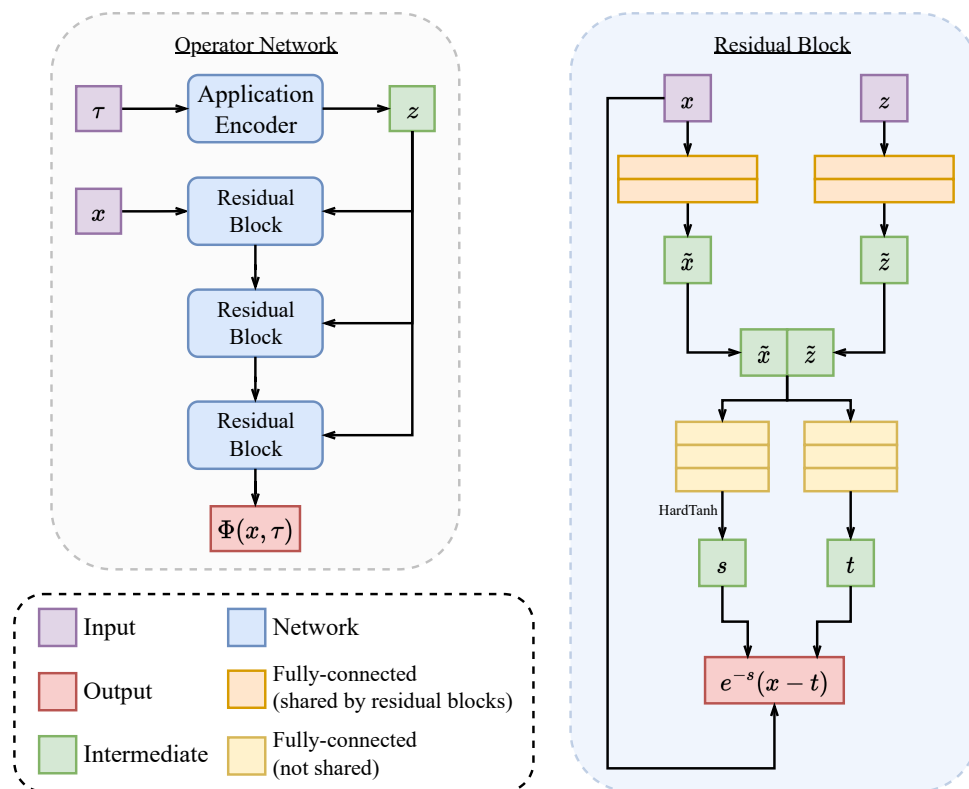 Operator Network
τ
Application
Encoder
z
x
Residual
Block
Residual
Block
Residual
Block
Φ(x, τ)
Residual Block
x
z
x̃
z̃
x̃ z̃
HardTanh
s
t
e^{-s}(x − t)
Input
Network
Output
Fully-connected
(shared by residual blocks)
Intermediate
Fully-connected
(not shared)